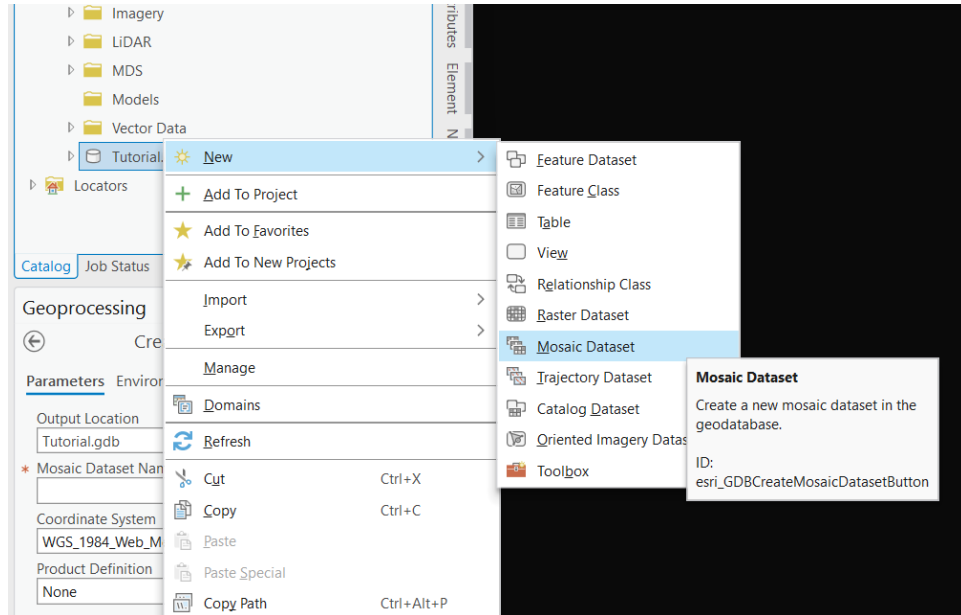 Imagery
LiDAR
MDS
Models
Vector Data
Tutorial.
Locators
Catalog
Job Status
ributes
Element
N
Geoprocessing
Cre
Parameters
Environ
Output Location
Tutorial.gdb
* Mosaic Dataset Nam
Coordinate System
WGS_1984_Web_M
Product Definition
None
New
Add To Project
Add To Favorites
Add To New Projects
Import
Export
Manage
Domains
Refresh
Cut Ctrl+X
Copy Ctrl+C
Paste
Paste Special
Copy Path Ctrl+Alt+P
Feature Dataset
Feature Class
Table
View
Relationship Class
Raster Dataset
Mosaic Dataset
Trajectory Dataset
Catalog Dataset
Oriented Imagery Datas
Toolbox
Mosaic Dataset
Create a new mosaic dataset in the
geodatabase.
ID:
esri_GDBCreateMosaicDatasetButton